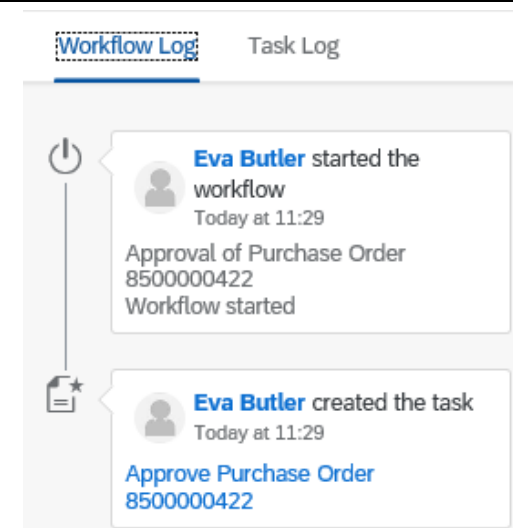 Workflow Log Task Log
Eva Butler started the
workflow
Today at 11:29
Approval of Purchase Order
8500000422
Workflow started
Eva Butler created the task
Today at 11:29
Approve Purchase Order
8500000422